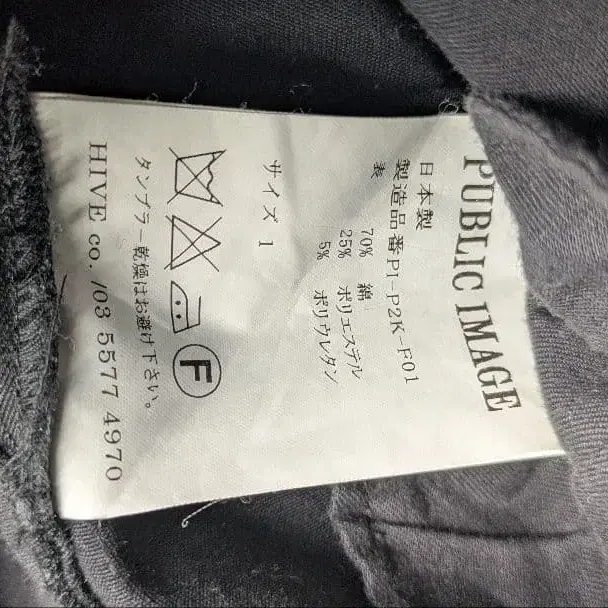 PUBLIC IMAGE
日本製
製造品番PI-P2K-F01
表
70% 綿
25% ポリエステル
5% ポリウレタン
サイズ 1
F
タンブラー乾燥はお避け下さい。
HIVE co. /03 5577 4970